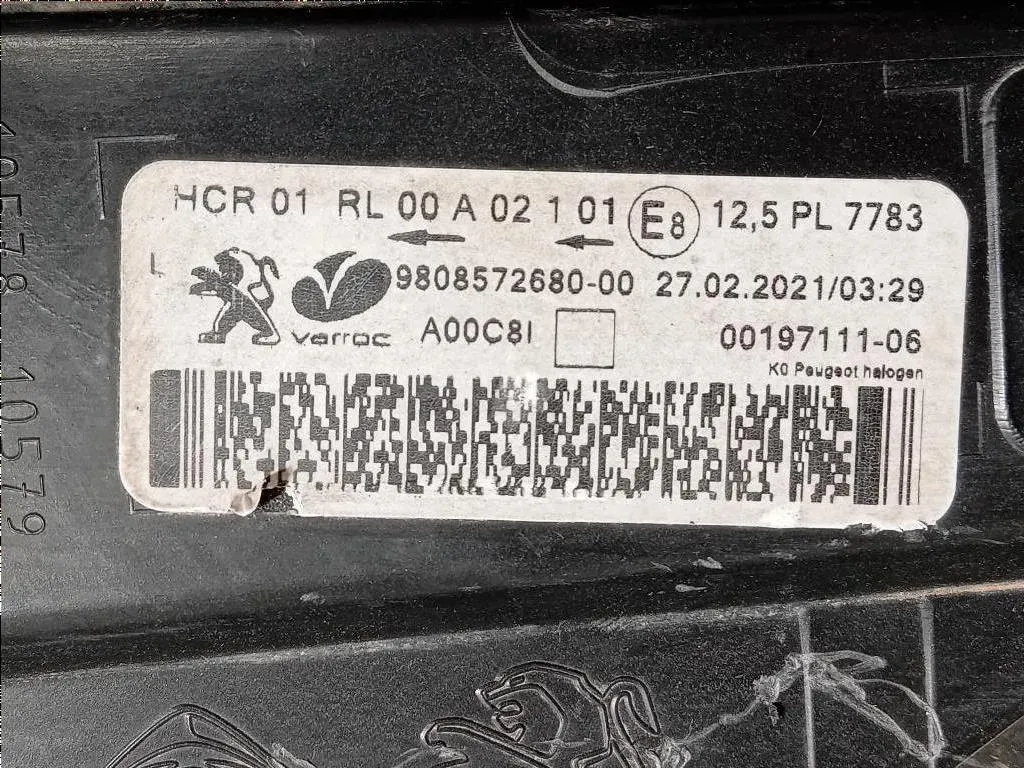 HCR 01 RL 00 A 02 1 01 E8 12,5 PL 7783
L
9808572680-00 27.02.2021/03:29
varroc A00C8I 00197111-06
K0 Peugeot halogen
10578 10579